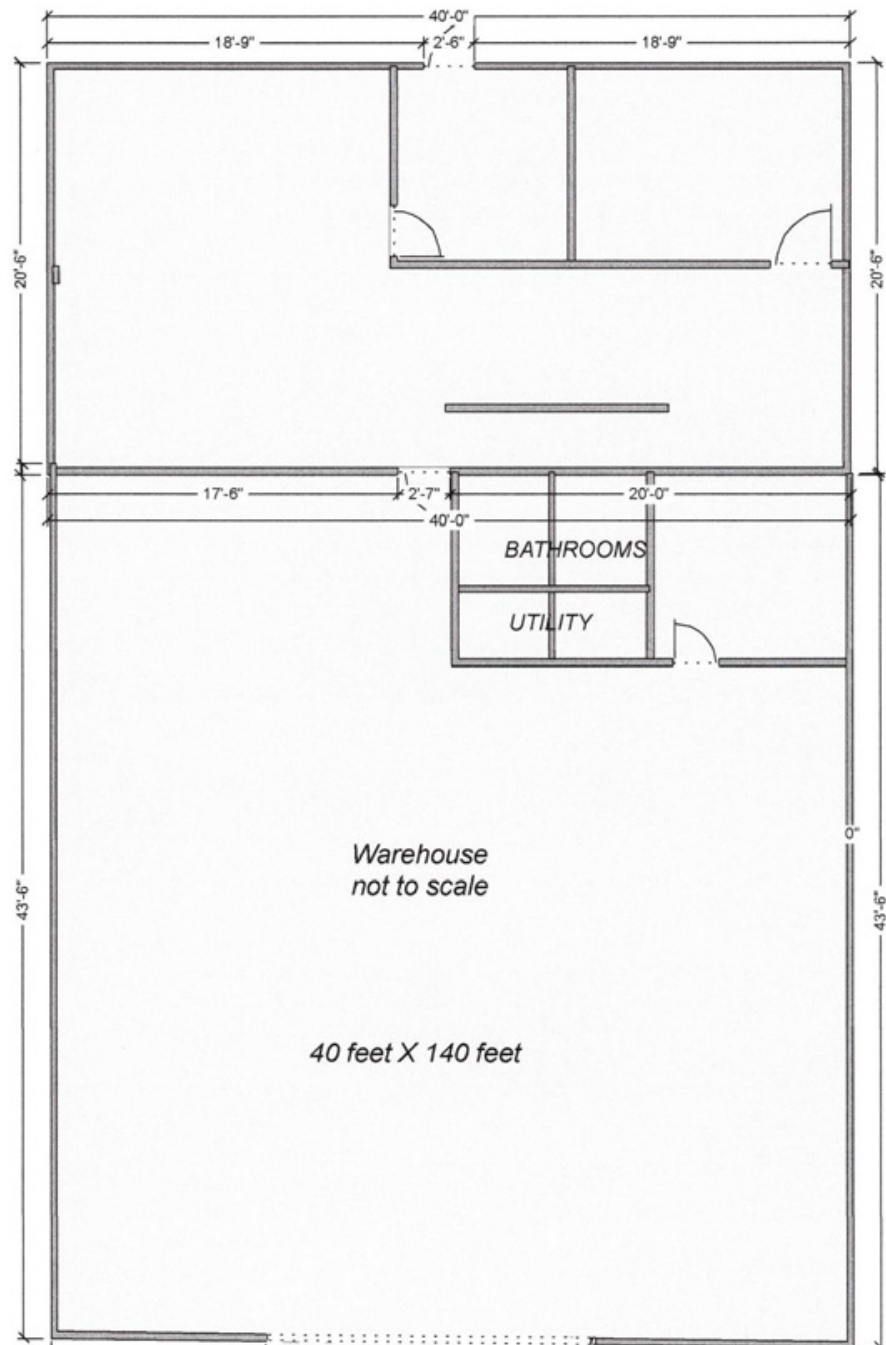 40'-0"
18'-9" 2'-6" 18'-9"
20'-6" 20'-6"
17'-6" 2'-7" 20'-0"
40'-0"
BATHROOMS
UTILITY
0"
Warehouse
not to scale
43'-6" 43'-6"
40 feet X 140 feet